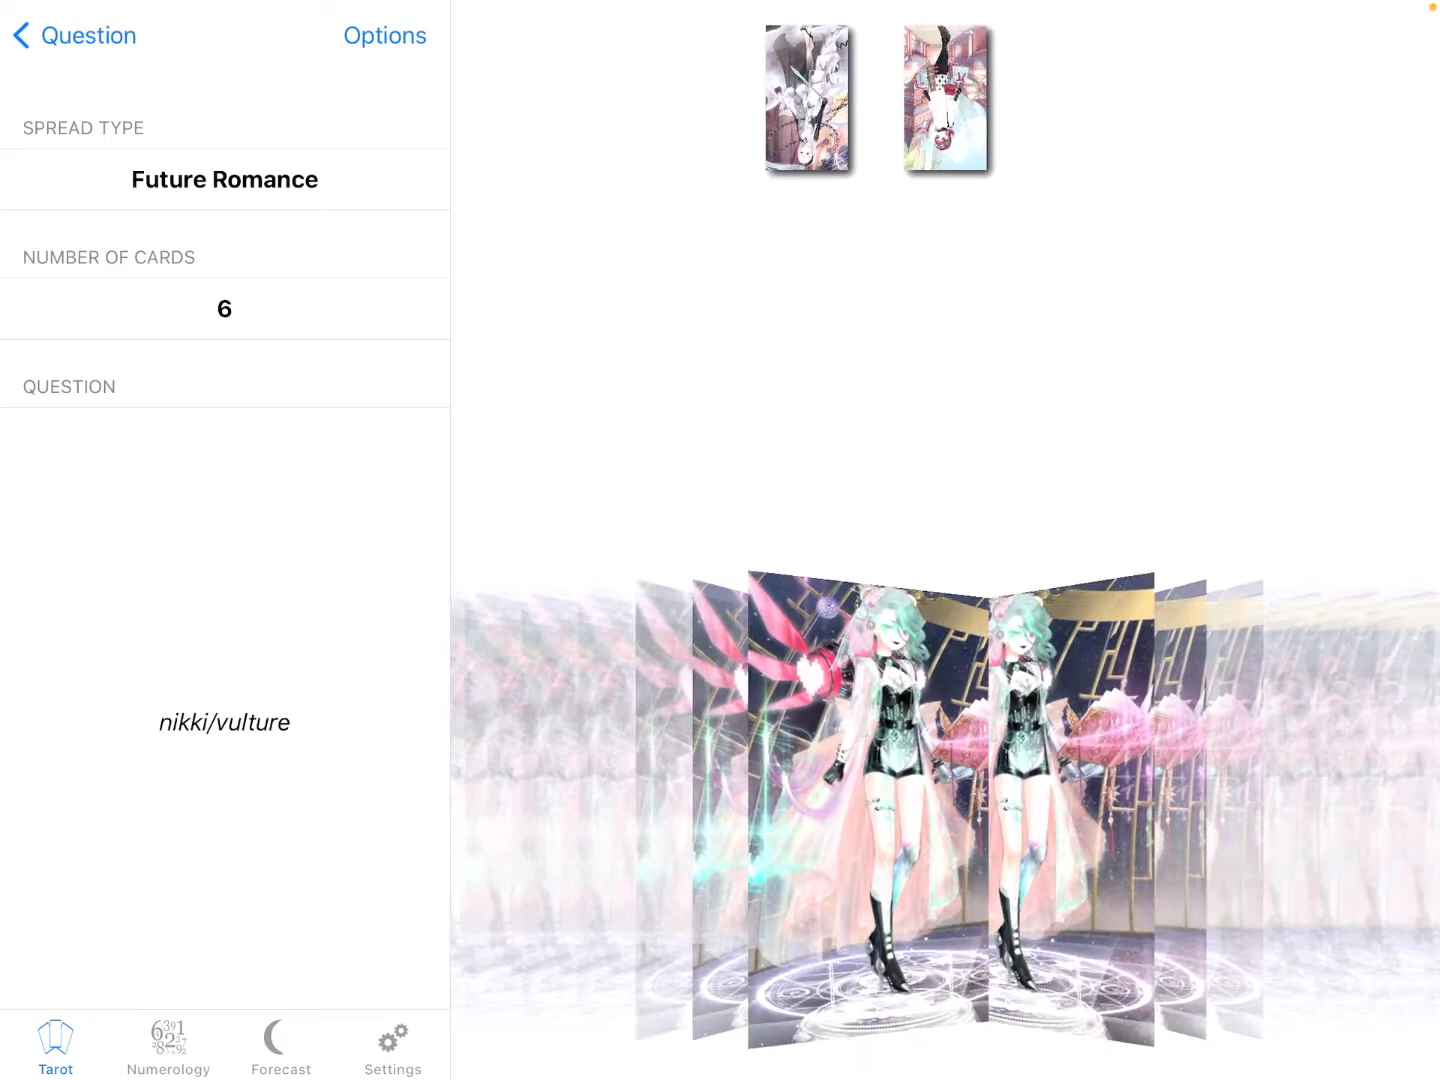 Question
Options
SPREAD TYPE
Future Romance
NUMBER OF CARDS
6
QUESTION
nikki/vulture
Tarot
Numerology
Forecast
Settings